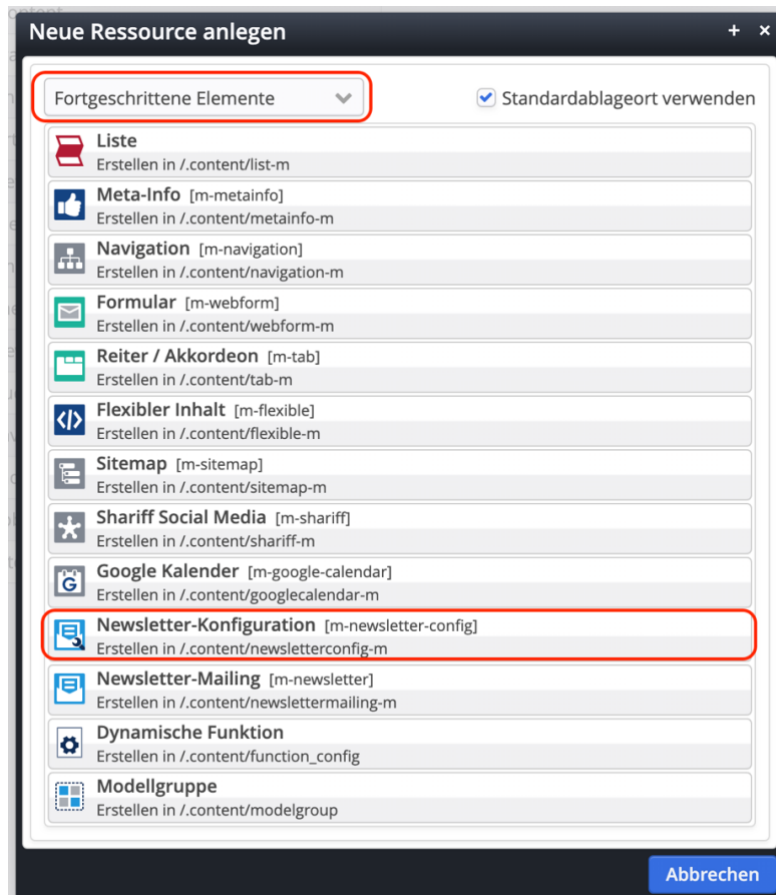 Neue Ressource anlegen
Fortgeschrittene Elemente
Standardablageort verwenden
Liste
Erstellen in /.content/list-m
Meta-Info [m-metainfo]
Erstellen in /.content/metainfo-m
Navigation [m-navigation]
Erstellen in /.content/navigation-m
Formular [m-webform]
Erstellen in /.content/webform-m
Reiter / Akkordeon [m-tab]
Erstellen in /.content/tab-m
Flexibler Inhalt [m-flexible]
Erstellen in /.content/flexible-m
Sitemap [m-sitemap]
Erstellen in /.content/sitemap-m
Shariff Social Media [m-shariff]
Erstellen in /.content/shariff-m
Google Kalender [m-google-calendar]
Erstellen in /.content/googlecalendar-m
Newsletter-Konfiguration [m-newsletter-config]
Erstellen in /.content/newsletterconfig-m
Newsletter-Mailing [m-newsletter]
Erstellen in /.content/newslettermailing-m
Dynamische Funktion
Erstellen in /.content/function_config
Modellgruppe
Erstellen in /.content/modelgroup
Abbrechen